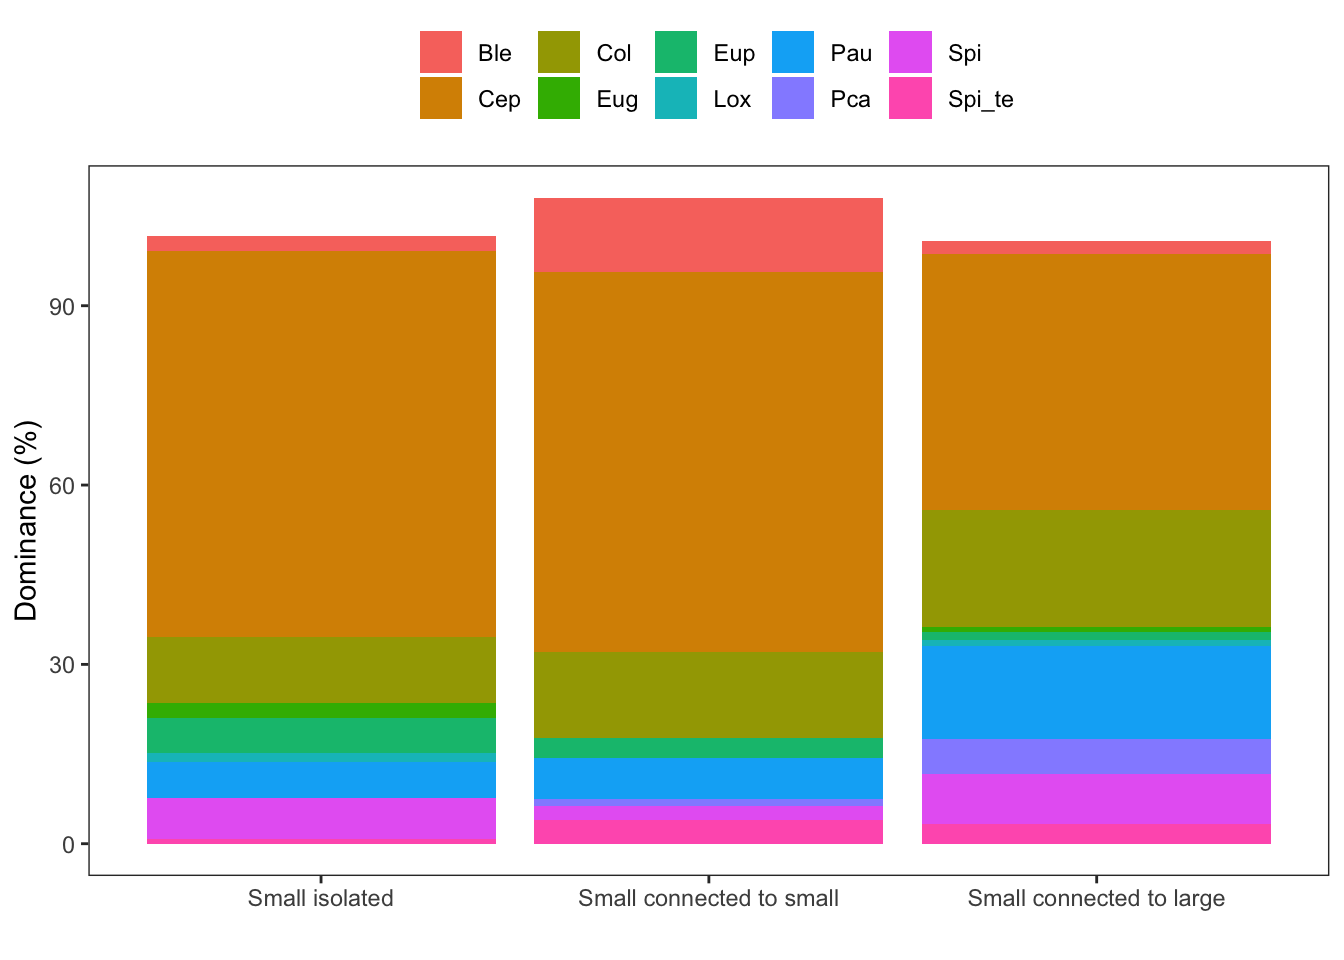 Ble Col Eup Pau Spi
Cep Eug Lox Pca Spi_te
Dominance (%)
90
60
30
0
Small isolated Small connected to small Small connected to large